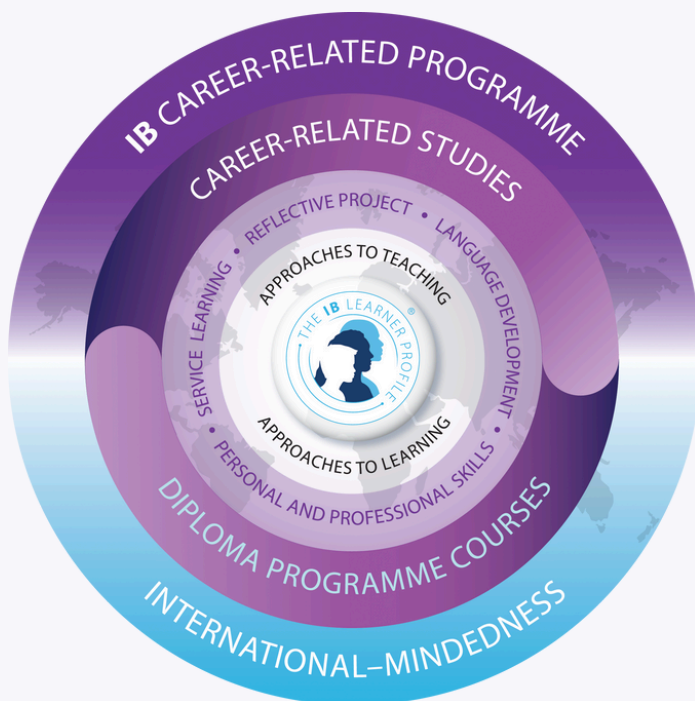 IB CAREER-RELATED PROGRAMME
CAREER-RELATED STUDIES
SERVICE LEARNING • REFLECTIVE PROJECT • LANGUAGE DEVELOPMENT • PERSONAL AND PROFESSIONAL SKILLS •
APPROACHES TO TEACHING
• THE IB LEARNER PROFILE •
®
APPROACHES TO LEARNING
DIPLOMA PROGRAMME COURSES
INTERNATIONAL–MINDEDNESS